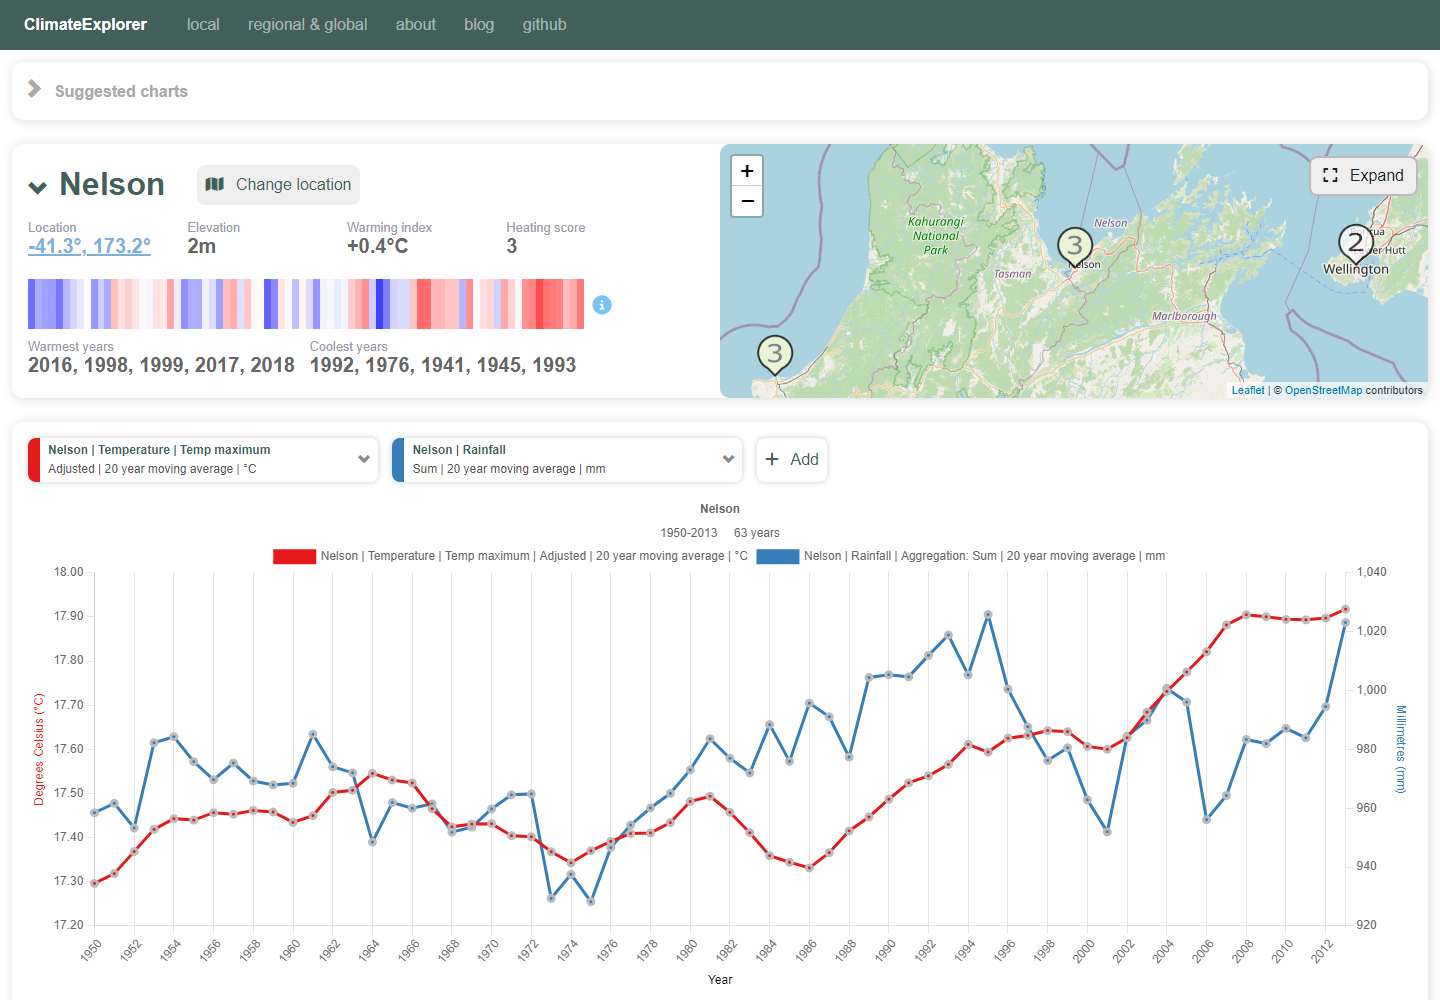 ClimateExplorer local regional & global about blog github
Suggested charts
Nelson Change location
Location Elevation Warming index Heating score
-41.3°, 173.2° 2m +0.4°C 3
Warmest years Coolest years
2016, 1998, 1999, 2017, 2018 1992, 1976, 1941, 1945, 1993
+
−
Expand
Kahurangi
National
Park
Nelson
Tasman
Marlborough
Wellington
3
2
3
Leaflet | © OpenStreetMap contributors
Nelson | Temperature | Temp maximum
Adjusted | 20 year moving average | °C
Nelson | Rainfall
Sum | 20 year moving average | mm
+ Add
Nelson
1950-2013 63 years
Nelson | Temperature | Temp maximum | Adjusted | 20 year moving average | °C
Nelson | Rainfall | Aggregation: Sum | 20 year moving average | mm
18.00
17.90
17.80
17.70
17.60
17.50
17.40
17.30
17.20
Degrees Celsius (°C)
1,040
1,020
1,000
980
960
940
920
Millimetres (mm)
1950 1952 1954 1956 1958 1960 1962 1964 1966 1968 1970 1972 1974 1976 1978 1980 1982 1984 1986 1988 1990 1992 1994 1996 1998 2000 2002 2004 2006 2008 2010 2012
Year